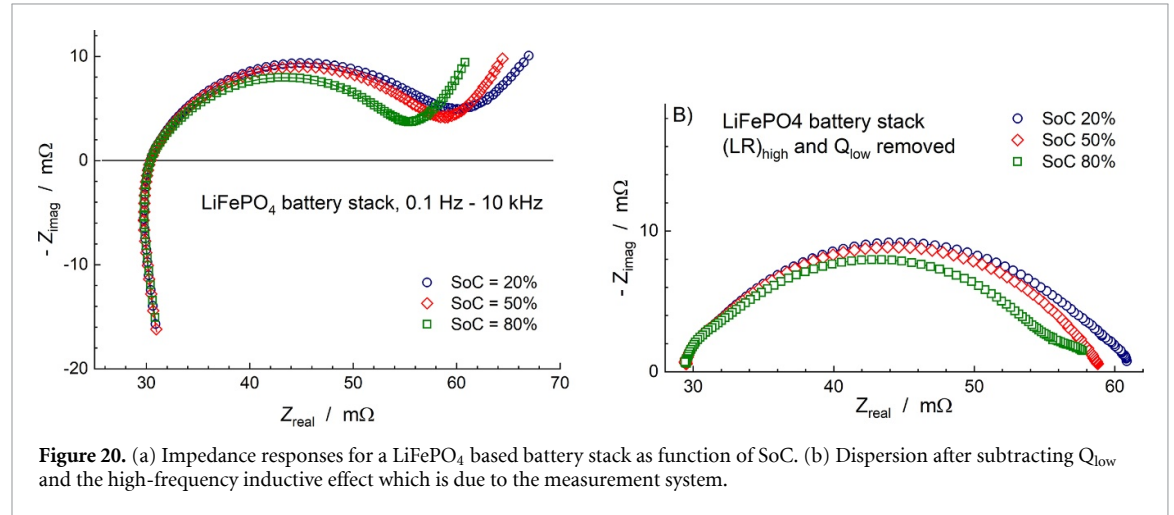 10
0
-10
-20
- Z_imag / mΩ
LiFePO₄ battery stack, 0.1 Hz - 10 kHz
SoC = 20%
SoC = 50%
SoC = 80%
30
40
50
60
70
Z_real / mΩ
B)
LiFePO4 battery stack
(LR)_high and Q_low removed
SoC 20%
SoC 50%
SoC 80%
10
0
- Z_imag / mΩ
30
40
50
60
Z_real / mΩ
Figure 20. (a) Impedance responses for a LiFePO₄ based battery stack as function of SoC. (b) Dispersion after subtracting Q_low
and the high-frequency inductive effect which is due to the measurement system.